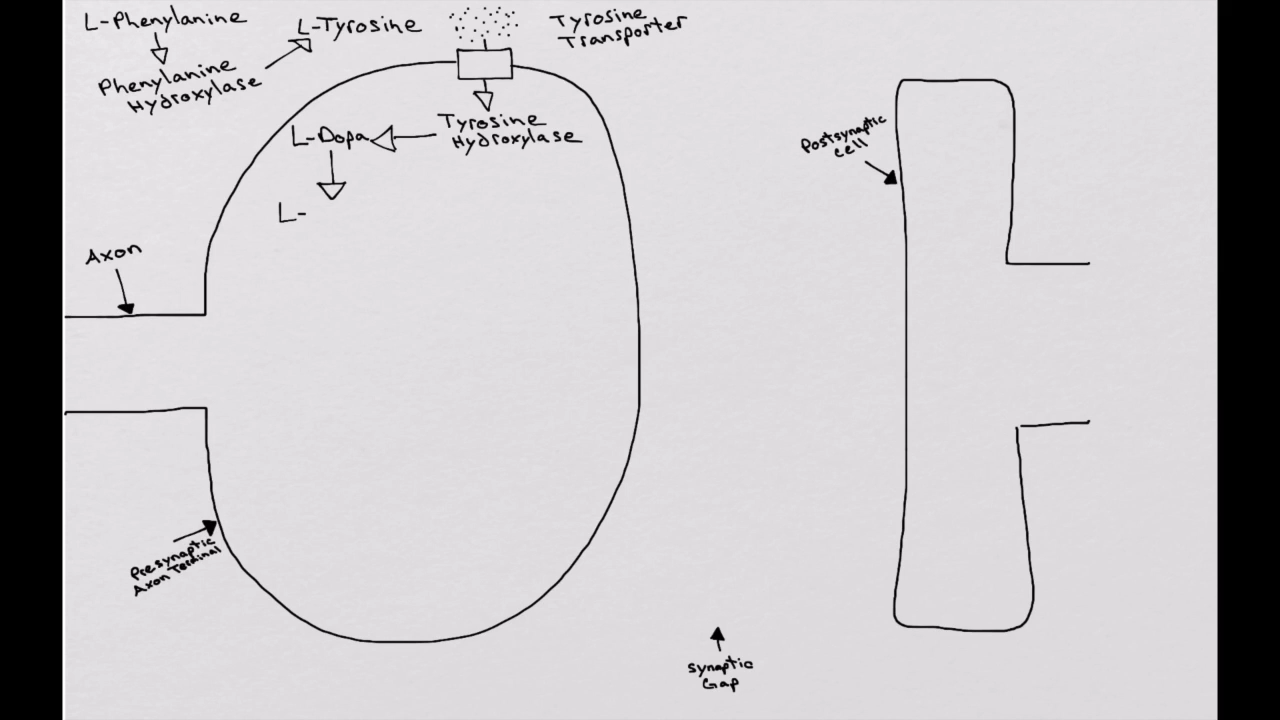 L-Phenylanine
Phenylanine
Hydroxylase
L-Tyrosine
Tyrosine
Transporter
Tyrosine
Hydroxylase
L-Dopa
L-
Axon
Presynaptic
Axon Terminal
Postsynaptic
cell
Synaptic
Gap